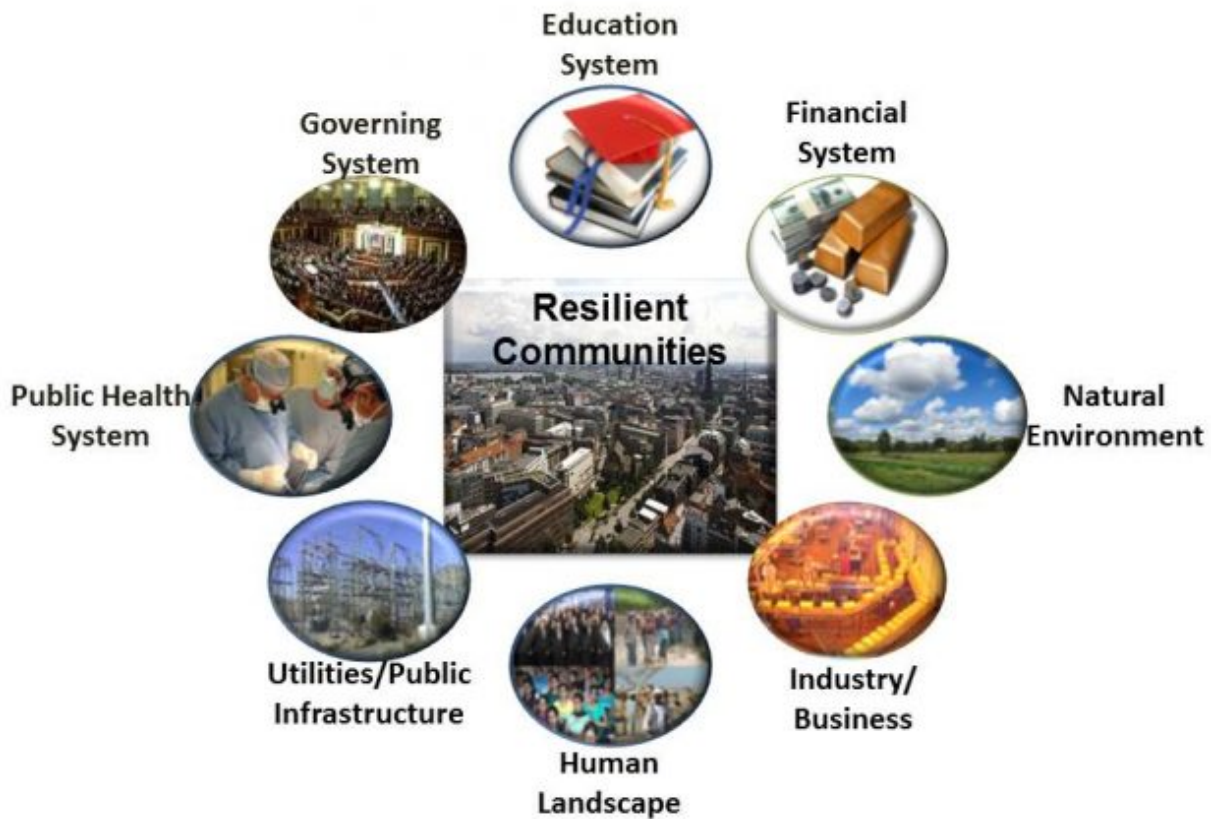 Education
System
Financial
System
Governing
System
Resilient
Communities
Public Health
System
Natural
Environment
Utilities/Public
Infrastructure
Industry/
Business
Human
Landscape